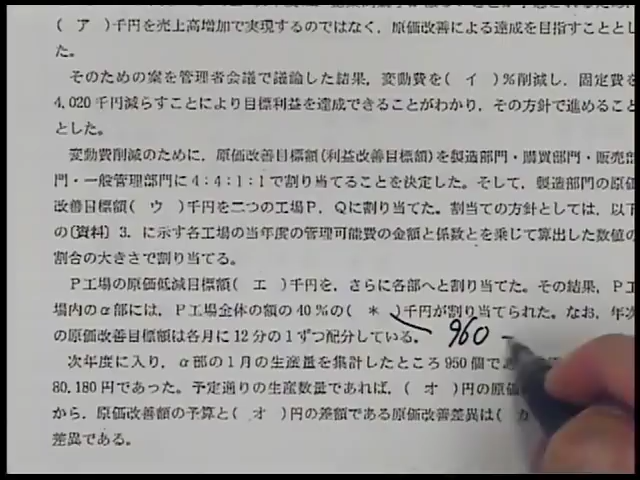 ( ア )千円を売上高増加で実現するのではなく，原価改善による達成を目指すこととし
た。
そのための案を管理者会議で議論した結果，変動費を( イ )％削減し，固定費を
4,020千円減らすことにより目標利益を達成できることがわかり，その方針で進めること
とした。
変動費削減のために，原価改善目標額(利益改善目標額)を製造部門・購買部門・販売部
門・一般管理部門に4：4：1：1で割り当てることを決定した。そして，製造部門の原価
改善目標額( ウ )千円を二つの工場P，Qに割り当てた。割当ての方針としては，以下
の〔資料〕3．に示す各工場の当年度の管理可能費の金額と係数とを乗じて算出した数値の
割合の大きさで割り当てる。
P工場の原価低減目標額( エ )千円を，さらに各部へと割り当てた。その結果，P工
場内のα部には，P工場全体の額の40％の( ＊ )千円が割り当てられた。なお，年次
の原価改善目標額は各月に12分の1ずつ配分している。 960
次年度に入り，α部の1月の生産量を集計したところ950個で
80,180円であった。予定通りの生産数量であれば，( オ )円の原価
から，原価改善額の予算と( オ )円の差額である原価改善差異は(
差異である。